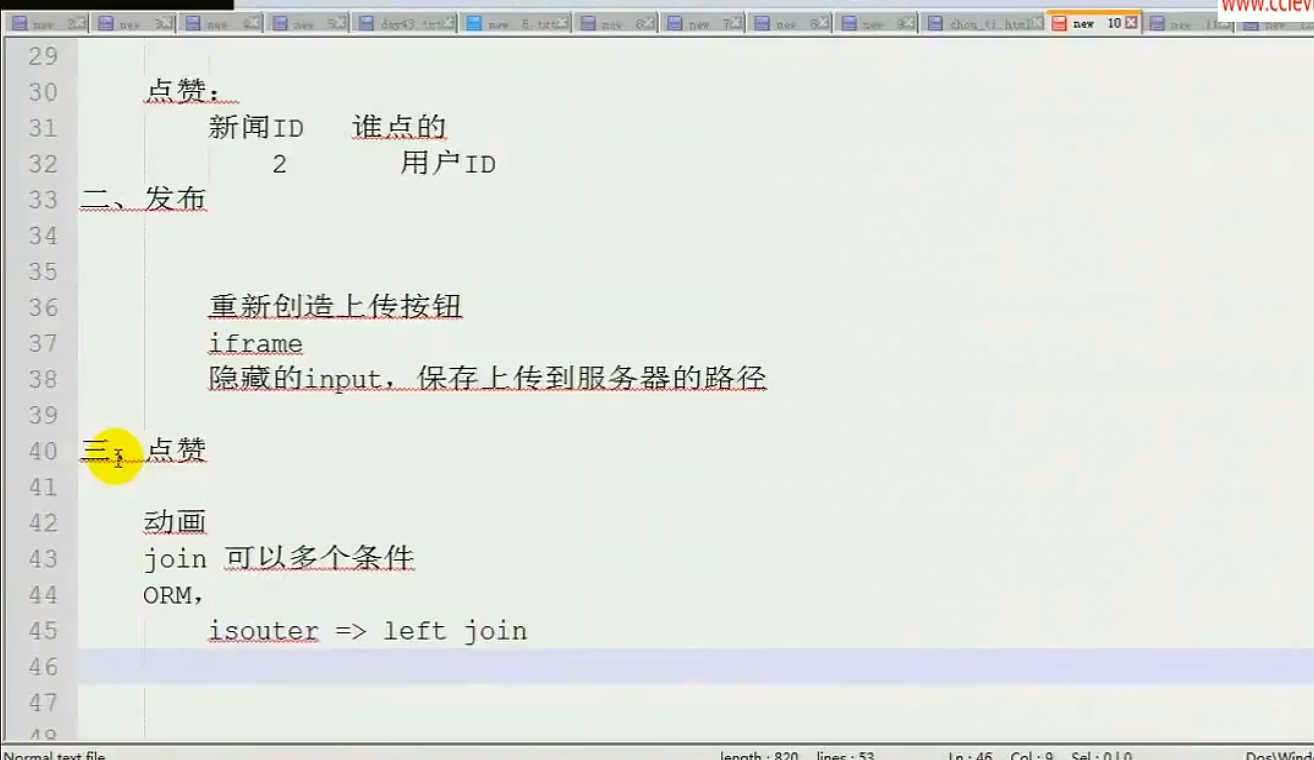 www.ccie
new 2 new 3 new 4 new 5 day43.txt new 6.txt new 6 new 7 new 8 new 9 chou_ti.html new 10 new 11 new
29
30 点赞：
31 新闻ID 谁点的
32 2 用户ID
33 二、发布
34
35
36 重新创造上传按钮
37 iframe
38 隐藏的input，保存上传到服务器的路径
39
40 三、点赞
41
42 动画
43 join 可以多个条件
44 ORM，
45 isouter => left join
46
47
48
Normal text file length : 820 lines : 53 Ln : 46 Col : 9 Sel : 0 | 0 Dos\Wind